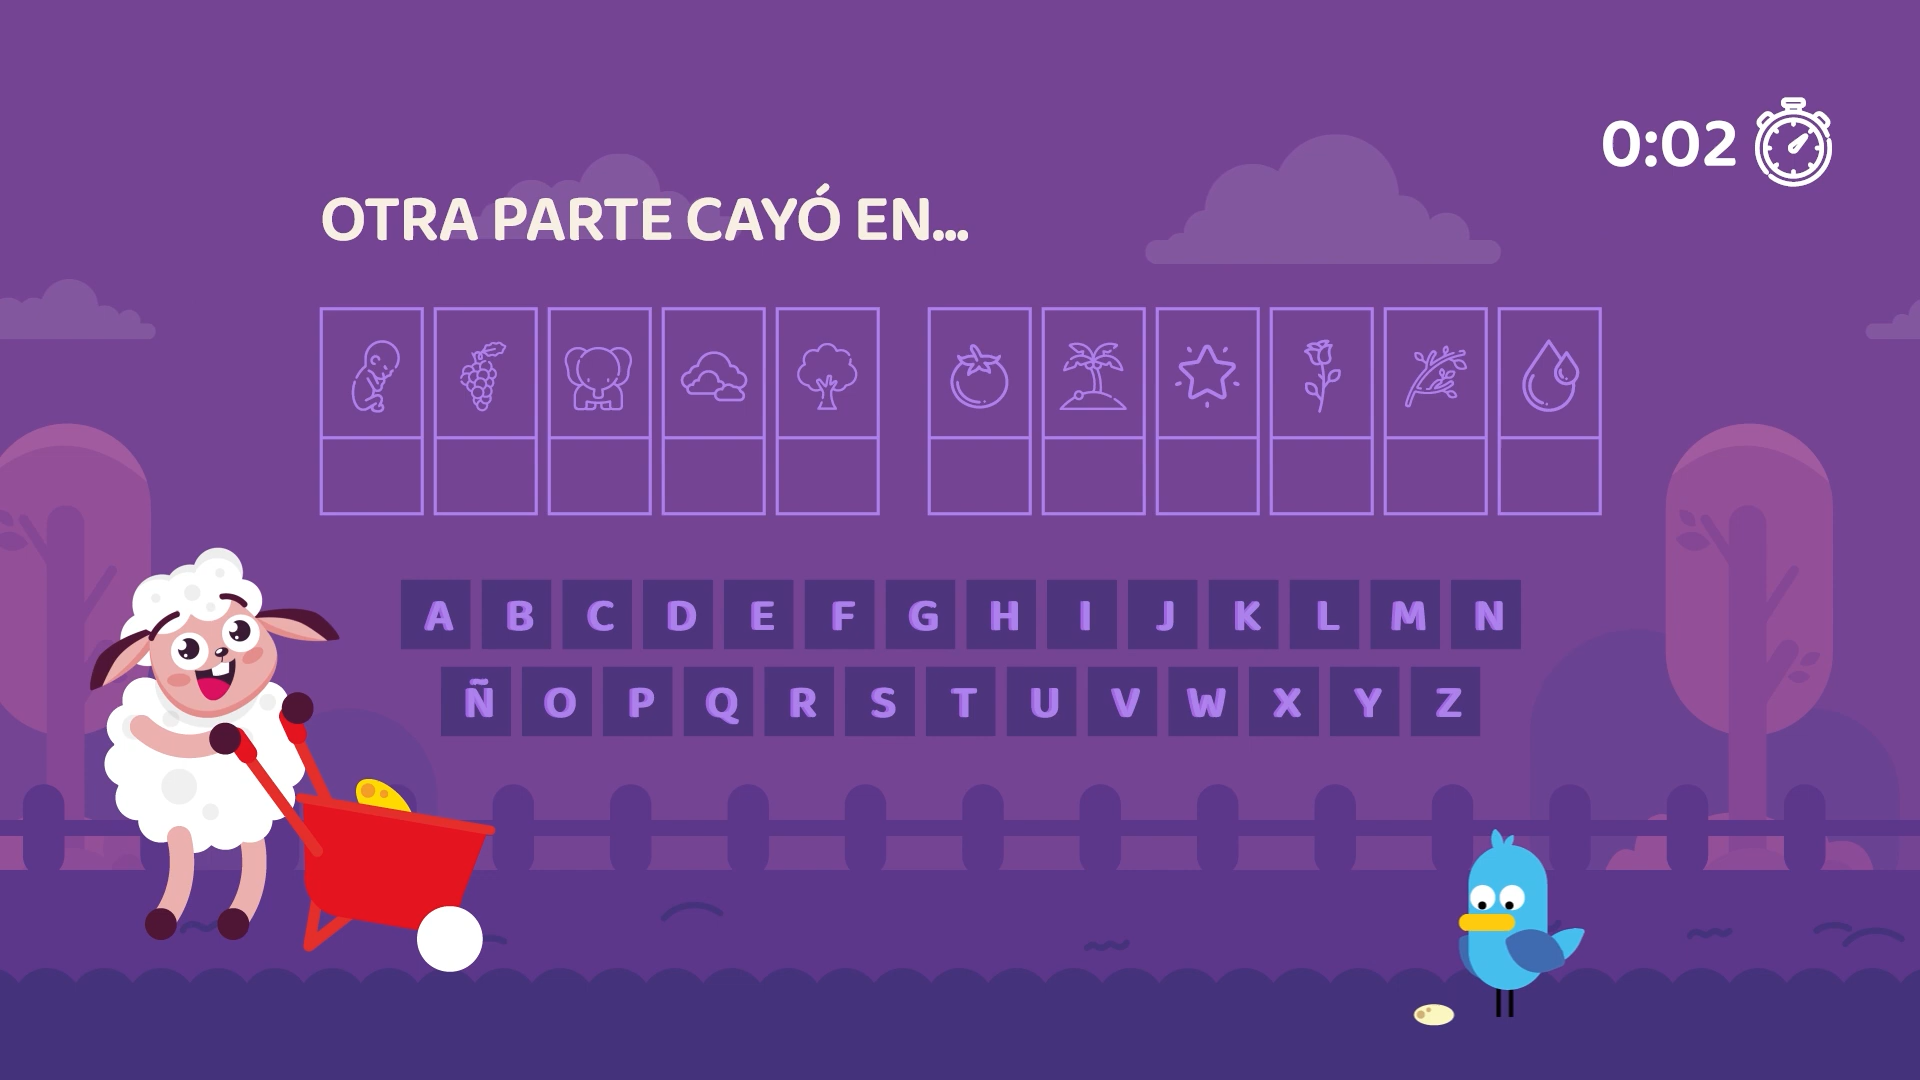 0:02
OTRA PARTE CAYÓ EN...
A B C D E F G H I J K L M N
Ñ O P Q R S T U V W X Y Z